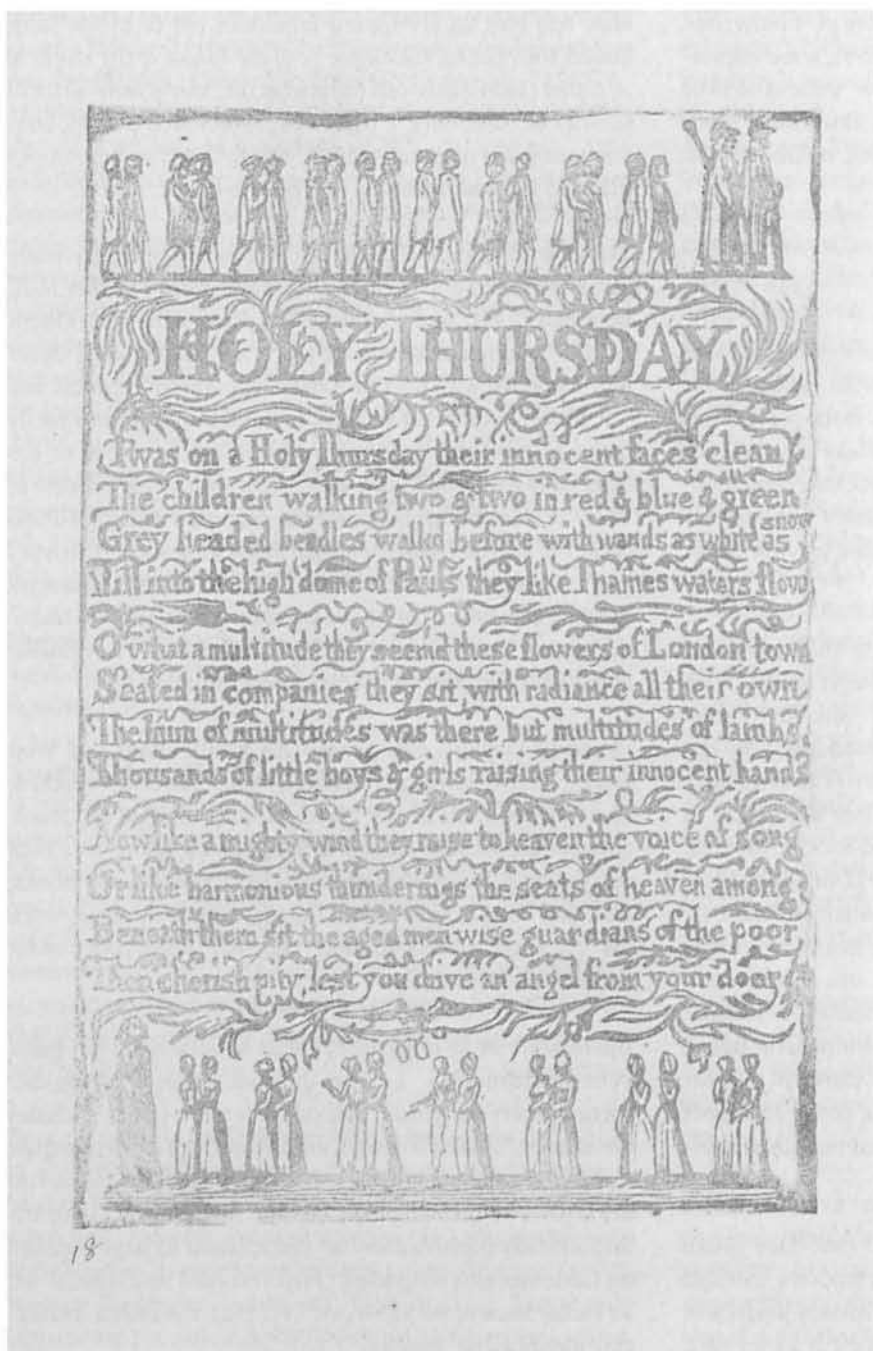 HOLY THURSDAY
Twas on a Holy Thursday their innocent faces clean
The children walking two & two in red & blue & green
Grey headed beadles walkd before with wands as white as snow
Till into the high dome of Pauls they like Thames waters flow
O what a multitude they seemd these flowers of London town
Seated in companies they sit with radiance all their own
The hum of multitudes was there but multitudes of lambs
Thousands of little boys & girls raising their innocent hands
Now like a mighty wind they raise to heaven the voice of song
Or like harmonious thunderings the seats of heaven among
Beneath them sit the aged men wise guardians of the poor
Then cherish pity, lest you drive an angel from your door
18